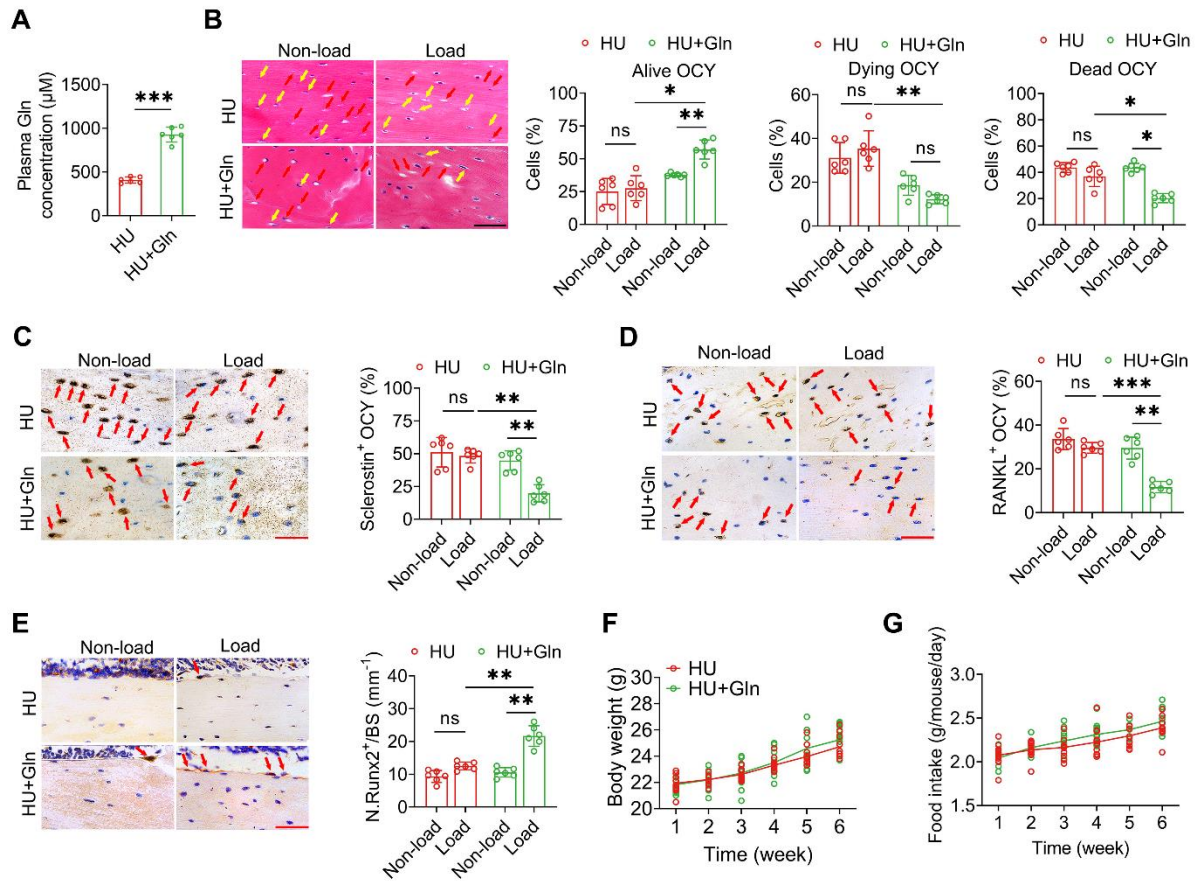 A
Plasma Gln
concentration (μM)
1500
1000
500
0
***
HU
HU+Gln
B
Non-load
Load
HU
HU+Gln
HU
HU+Gln
Alive OCY
Cells (%)
100
75
50
25
0
ns
*
**
Non-load
Load
Non-load
Load
HU
HU+Gln
Dying OCY
Cells (%)
60
40
20
0
ns
**
ns
Non-load
Load
Non-load
Load
HU
HU+Gln
Dead OCY
Cells (%)
100
80
60
40
20
0
ns
*
*
Non-load
Load
Non-load
Load
C
Non-load
Load
HU
HU+Gln
HU
HU+Gln
Sclerostin⁺ OCY (%)
100
75
50
25
0
ns
**
**
Non-load
Load
Non-load
Load
D
Non-load
Load
HU
HU+Gln
HU
HU+Gln
RANKL⁺ OCY (%)
60
40
20
0
ns
***
**
Non-load
Load
Non-load
Load
E
Non-load
Load
HU
HU+Gln
HU
HU+Gln
N.Runx2⁺/BS (mm⁻¹)
40
30
20
10
0
ns
**
**
Non-load
Load
Non-load
Load
F
HU
HU+Gln
Body weight (g)
30
28
26
24
22
20
1 2 3 4 5 6
Time (week)
G
Food intake (g/mouse/day)
3.0
2.5
2.0
1.5
1.0
1 2 3 4 5 6
Time (week)